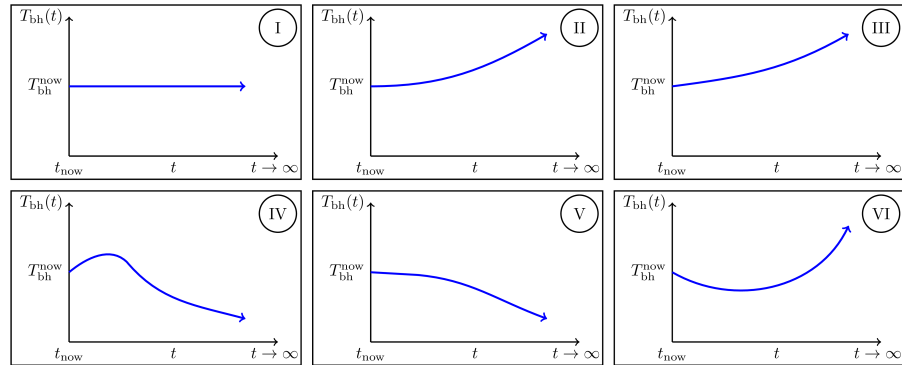 T_bh(t)
I
T_bh^now
t_now t t → ∞
T_bh(t)
II
T_bh^now
t_now t t → ∞
T_bh(t)
III
T_bh^now
t_now t t → ∞
T_bh(t)
IV
T_bh^now
t_now t t → ∞
T_bh(t)
V
T_bh^now
t_now t t → ∞
T_bh(t)
VI
T_bh^now
t_now t t → ∞